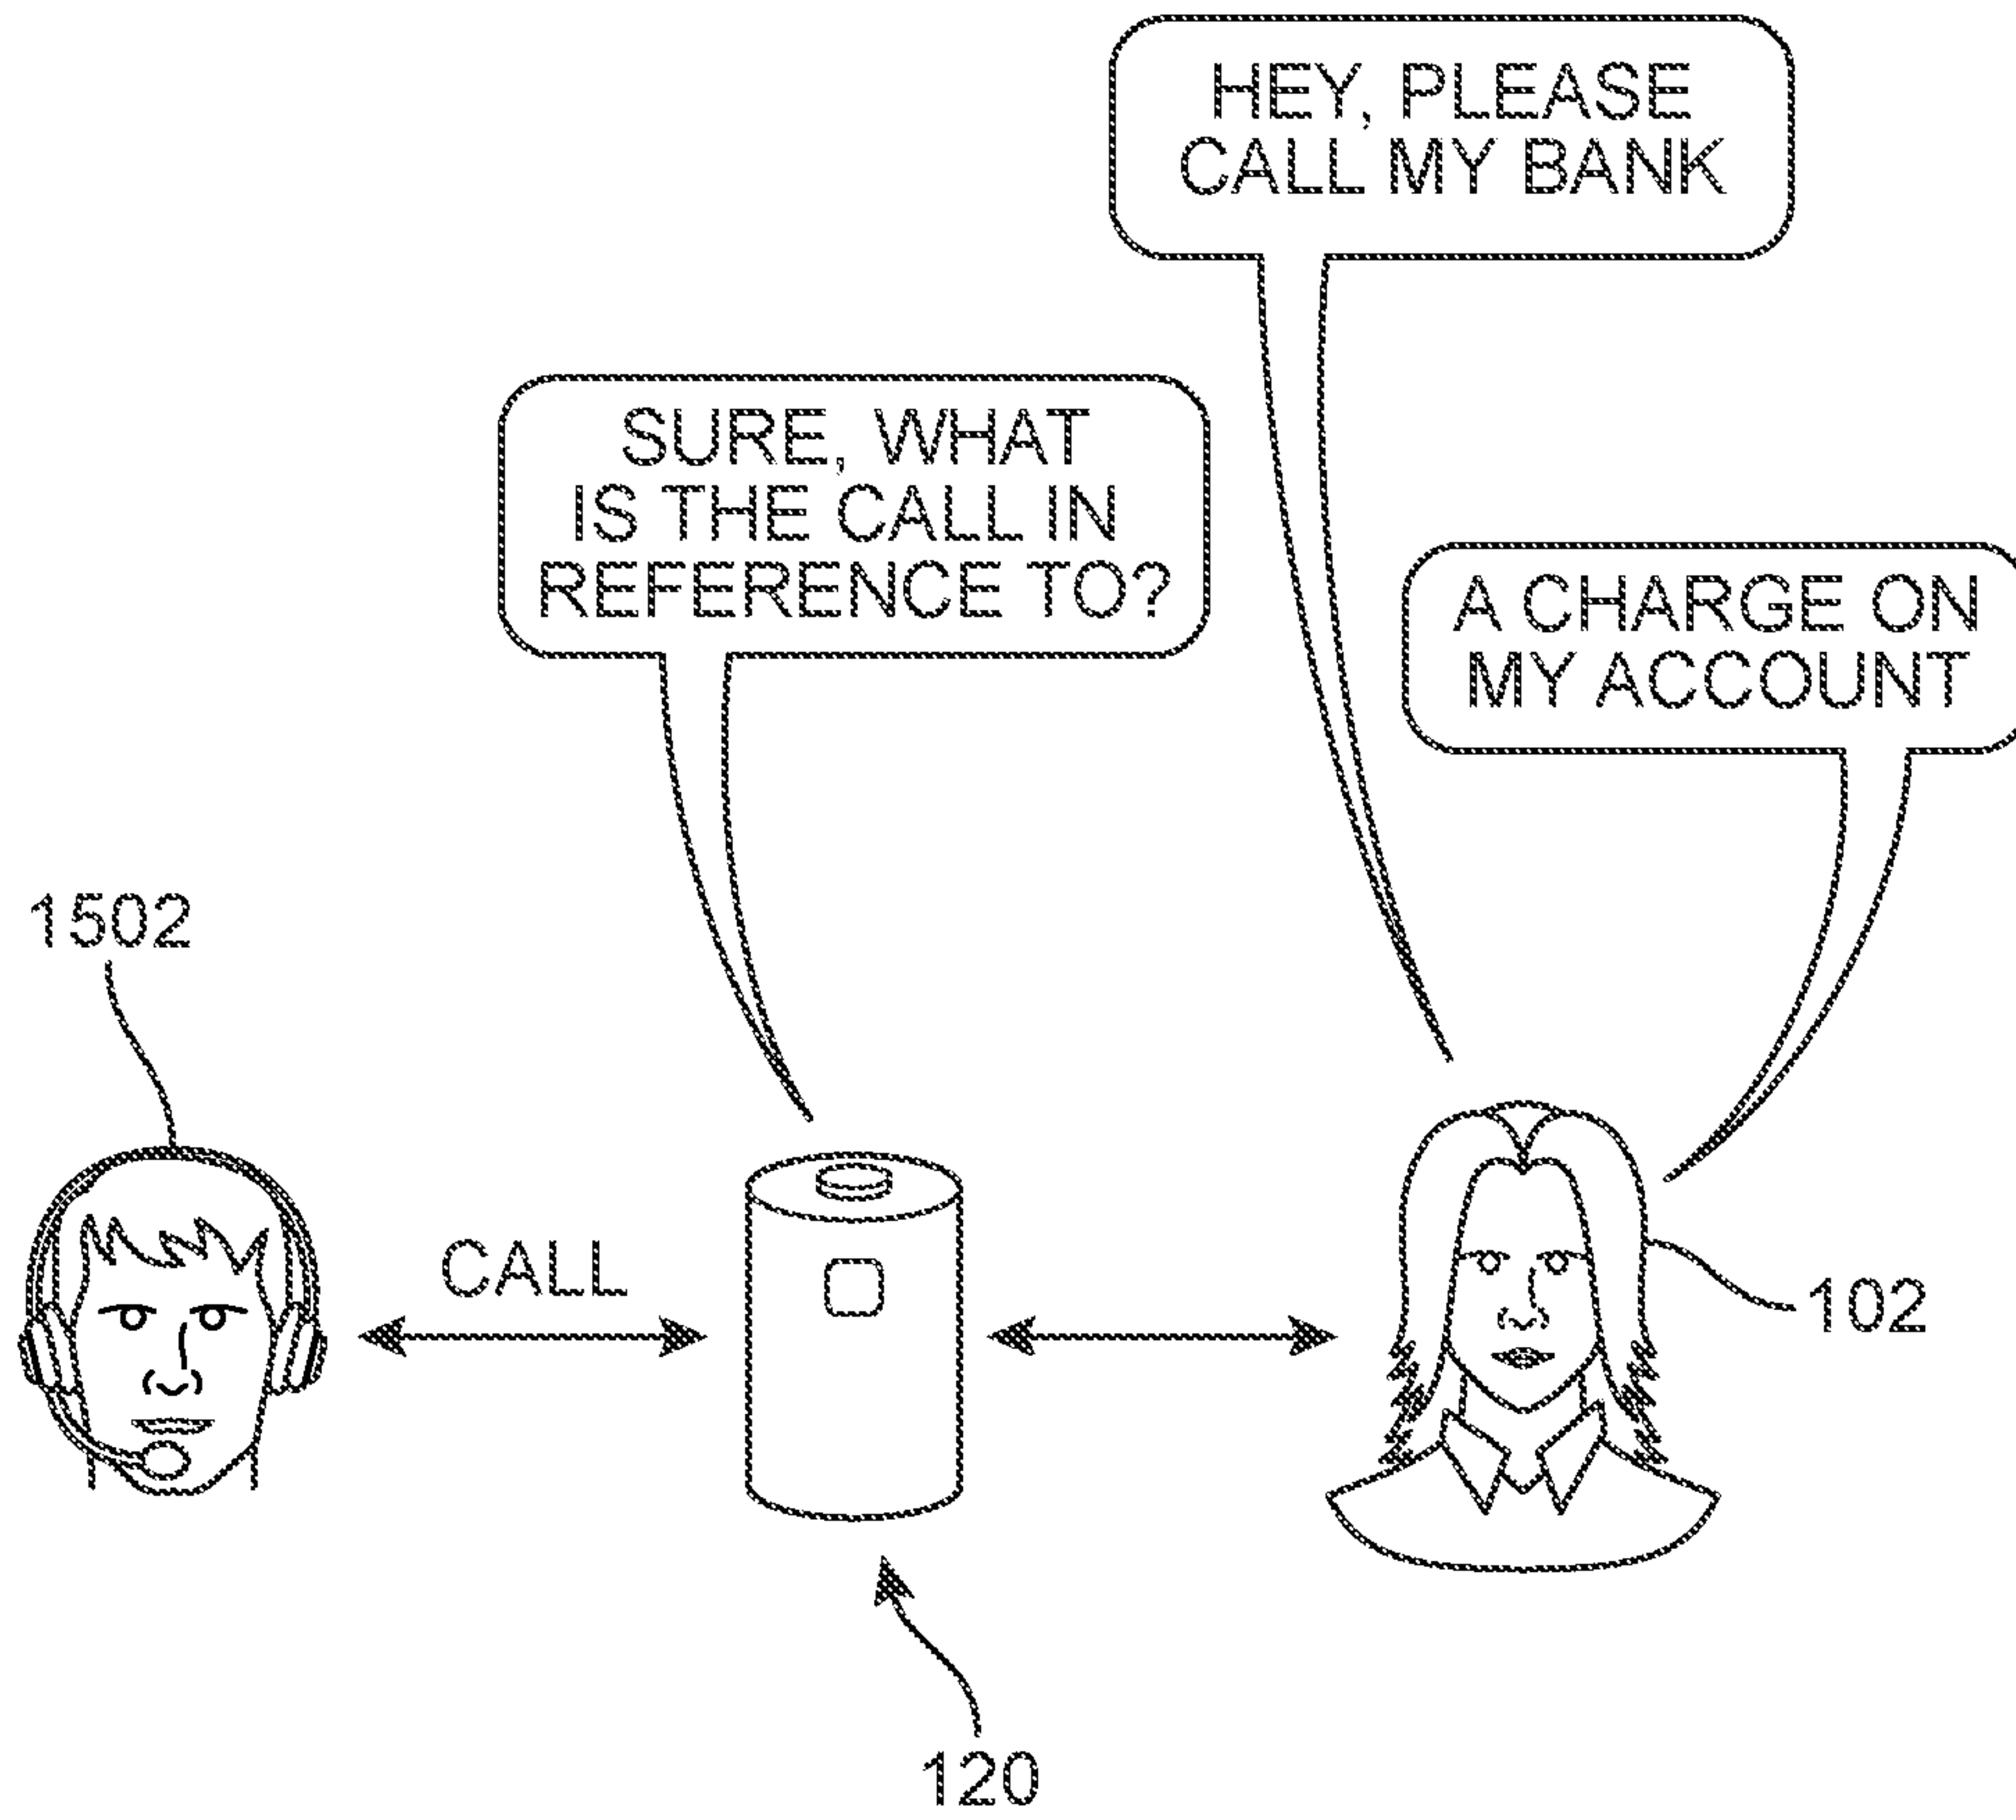 HEY, PLEASE
CALL MY BANK
SURE, WHAT
IS THE CALL IN
REFERENCE TO?
A CHARGE ON
MY ACCOUNT
1502
CALL
102
120